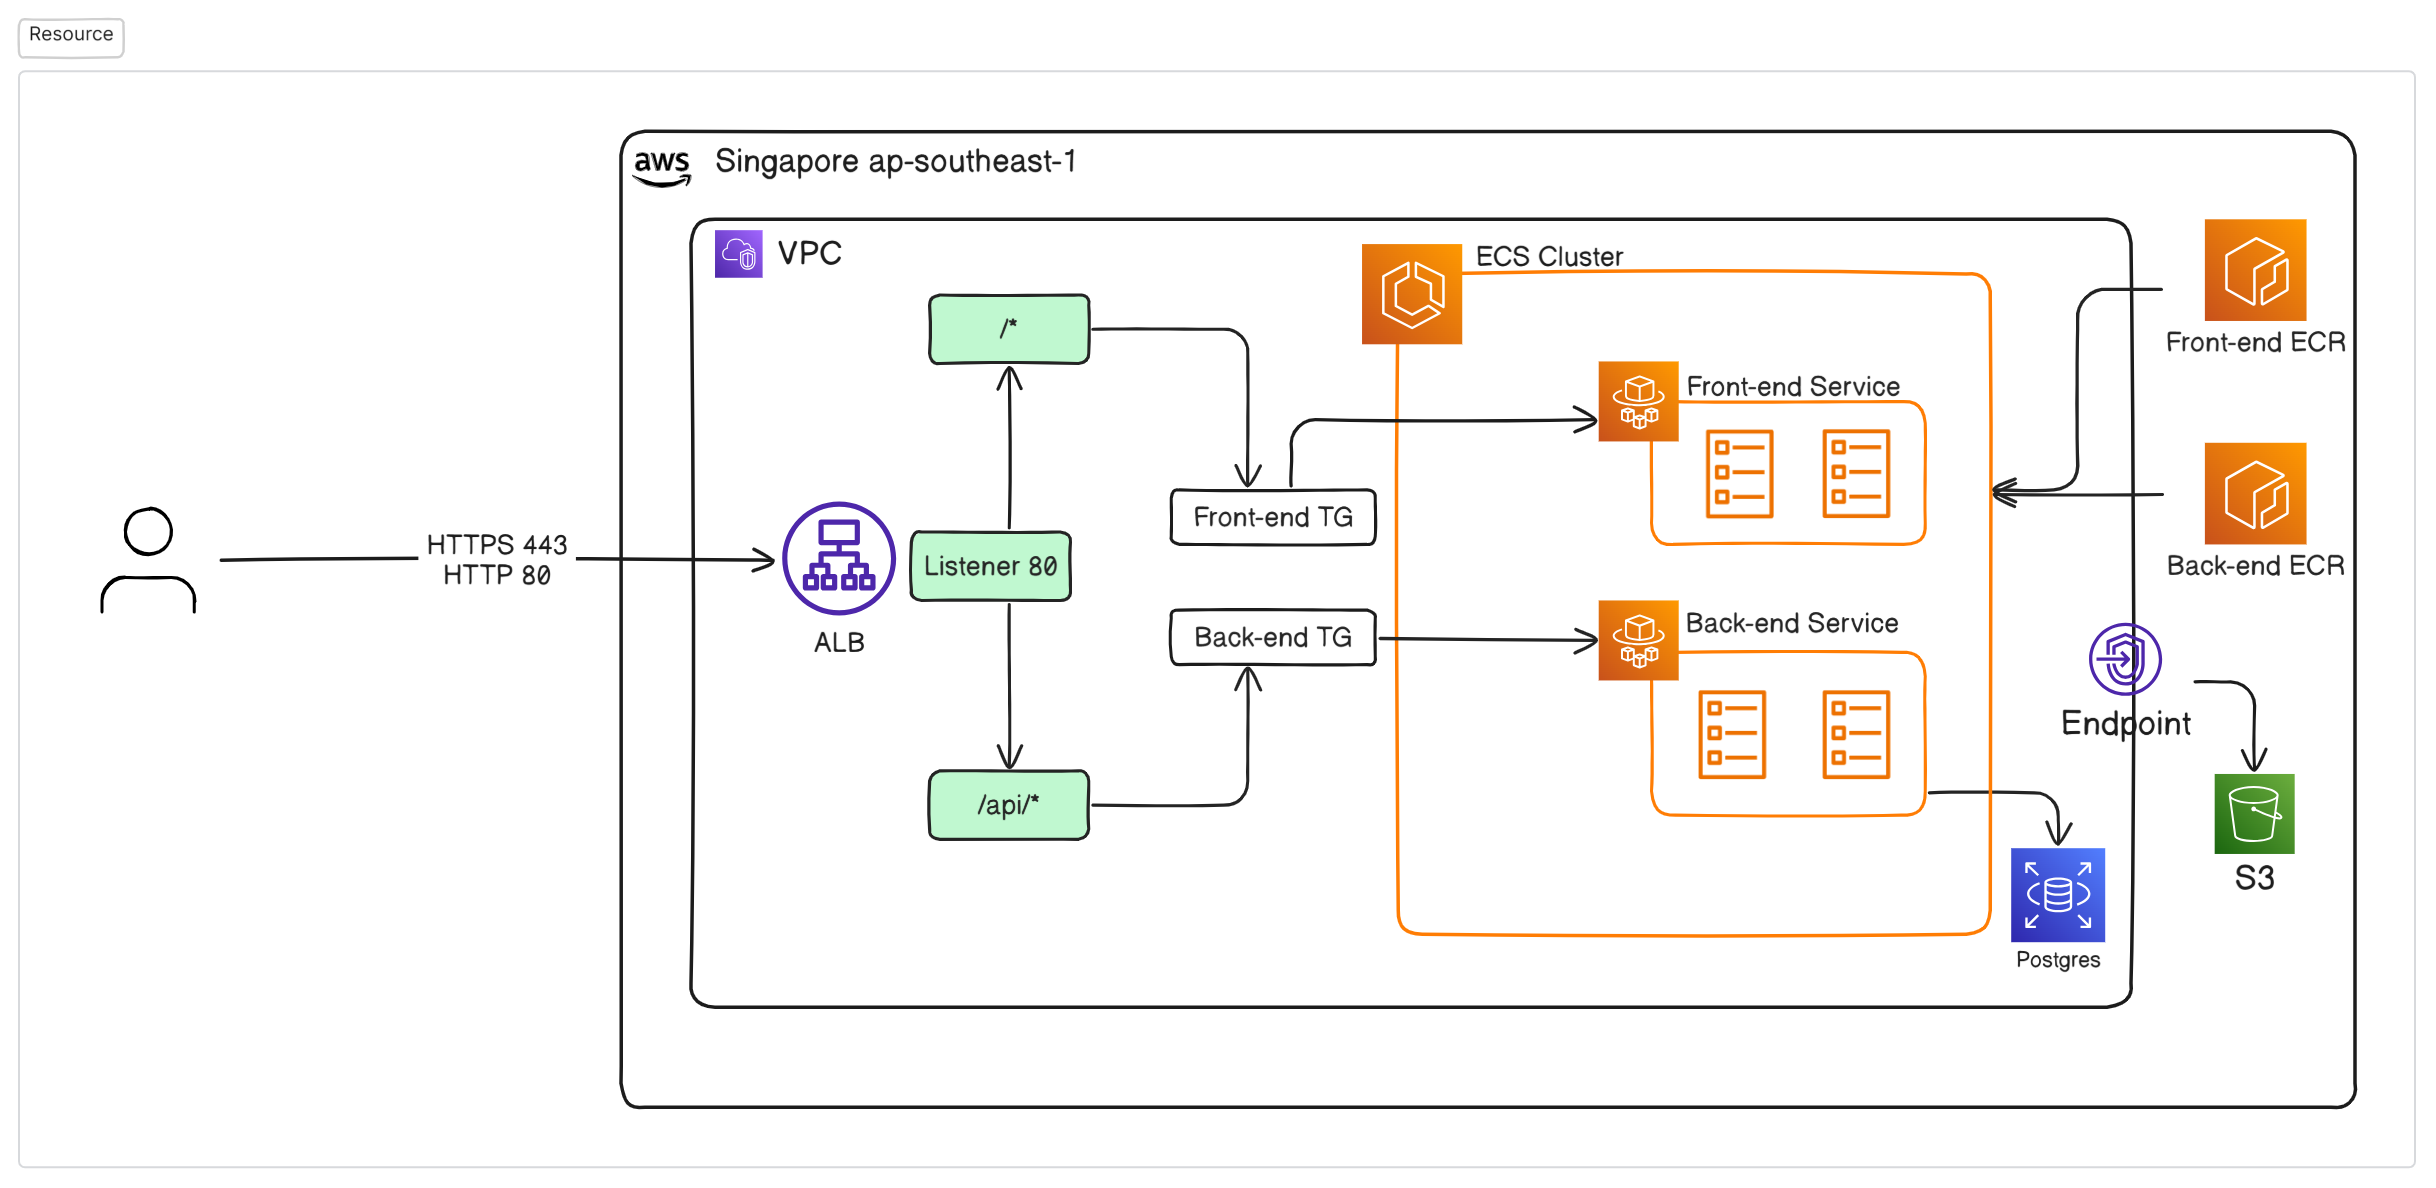 Resource
aws
Singapore ap-southeast-1
VPC
ECS Cluster
/*
Front-end ECR
Front-end Service
Front-end TG
HTTPS 443
HTTP 80
Listener 80
ALB
Back-end ECR
Back-end TG
Back-end Service
Endpoint
/api/*
S3
Postgres